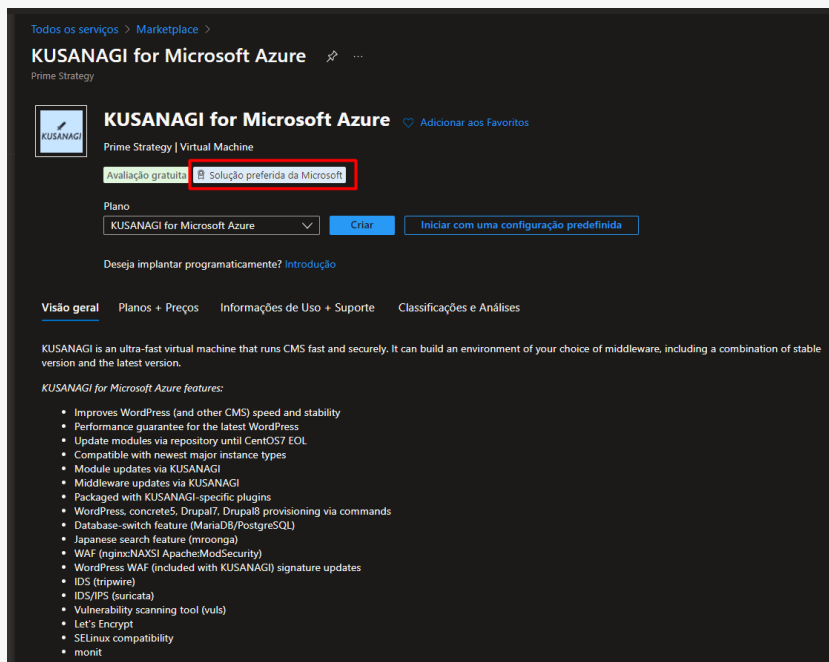 Todos os serviços > Marketplace >
KUSANAGI for Microsoft Azure ...
Prime Strategy
KUSANAGI
KUSANAGI for Microsoft Azure Adicionar aos Favoritos
Prime Strategy | Virtual Machine
Avaliação gratuita Solução preferida da Microsoft
Plano
KUSANAGI for Microsoft Azure Criar Iniciar com uma configuração predefinida
Deseja implantar programaticamente? Introdução
Visão geral Planos + Preços Informações de Uso + Suporte Classificações e Análises
KUSANAGI is an ultra-fast virtual machine that runs CMS fast and securely. It can build an environment of your choice of middleware, including a combination of stable
version and the latest version.
KUSANAGI for Microsoft Azure features:
• Improves WordPress (and other CMS) speed and stability
• Performance guarantee for the latest WordPress
• Update modules via repository until CentOS7 EOL
• Compatible with newest major instance types
• Module updates via KUSANAGI
• Middleware updates via KUSANAGI
• Packaged with KUSANAGI-specific plugins
• WordPress, concrete5, Drupal7, Drupal8 provisioning via commands
• Database-switch feature (MariaDB/PostgreSQL)
• Japanese search feature (mroonga)
• WAF (nginx:NAXSI Apache:ModSecurity)
• WordPress WAF (included with KUSANAGI) signature updates
• IDS (tripwire)
• IDS/IPS (suricata)
• Vulnerability scanning tool (vuls)
• Let's Encrypt
• SELinux compatibility
• monit